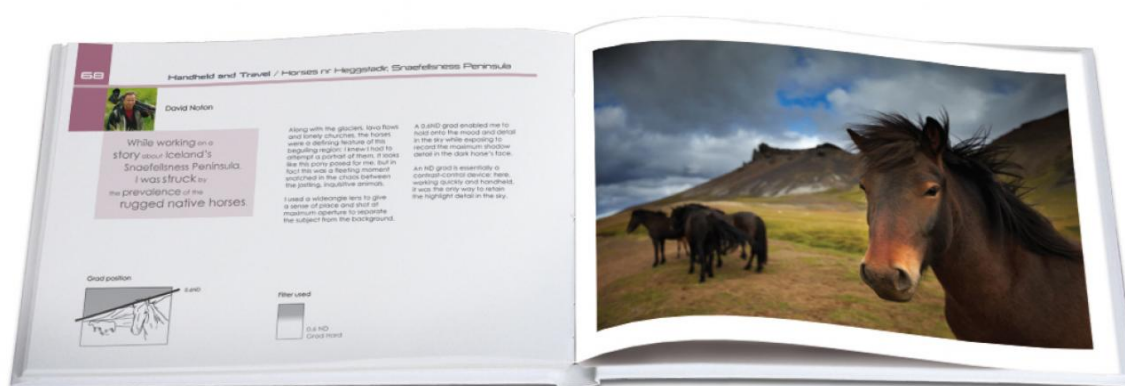 68
Handheld and Travel / Horses nr Heggstadir, Snaefellsness Peninsula
David Noton
While working on a
story about Iceland's
Snaefellsness Peninsula,
I was struck by
the prevalence of the
rugged native horses.
Along with the glaciers, lava flows
and lonely churches, the horses
were a defining feature of this
beguiling region; I knew I had to
attempt a portrait of them. It looks
like this pony posed for me, but in
fact this was a fleeting moment
snatched in the chaos between
the jostling, inquisitive animals.
I used a wideangle lens to give
a sense of place and shot at
maximum aperture to separate
the subject from the background.
A 0.6ND grad enabled me to
hold onto the mood and detail
in the sky while exposing to
record the maximum shadow
detail in the dark horse's face.
An ND grad is essentially a
contrast-control device; here,
working quickly and handheld,
it was the only way to retain
the highlight detail in the sky.
Grad position
0.6ND
Filter used
0.6 ND
Grad Hard